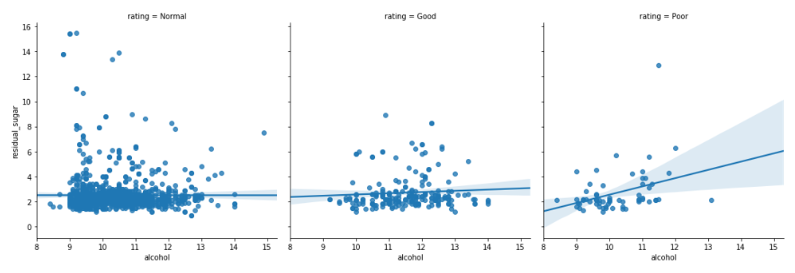 rating = Normal
rating = Good
rating = Poor
residual_sugar
16
14
12
10
8
6
4
2
0
8 9 10 11 12 13 14 15
8 9 10 11 12 13 14 15
8 9 10 11 12 13 14 15
alcohol
alcohol
alcohol